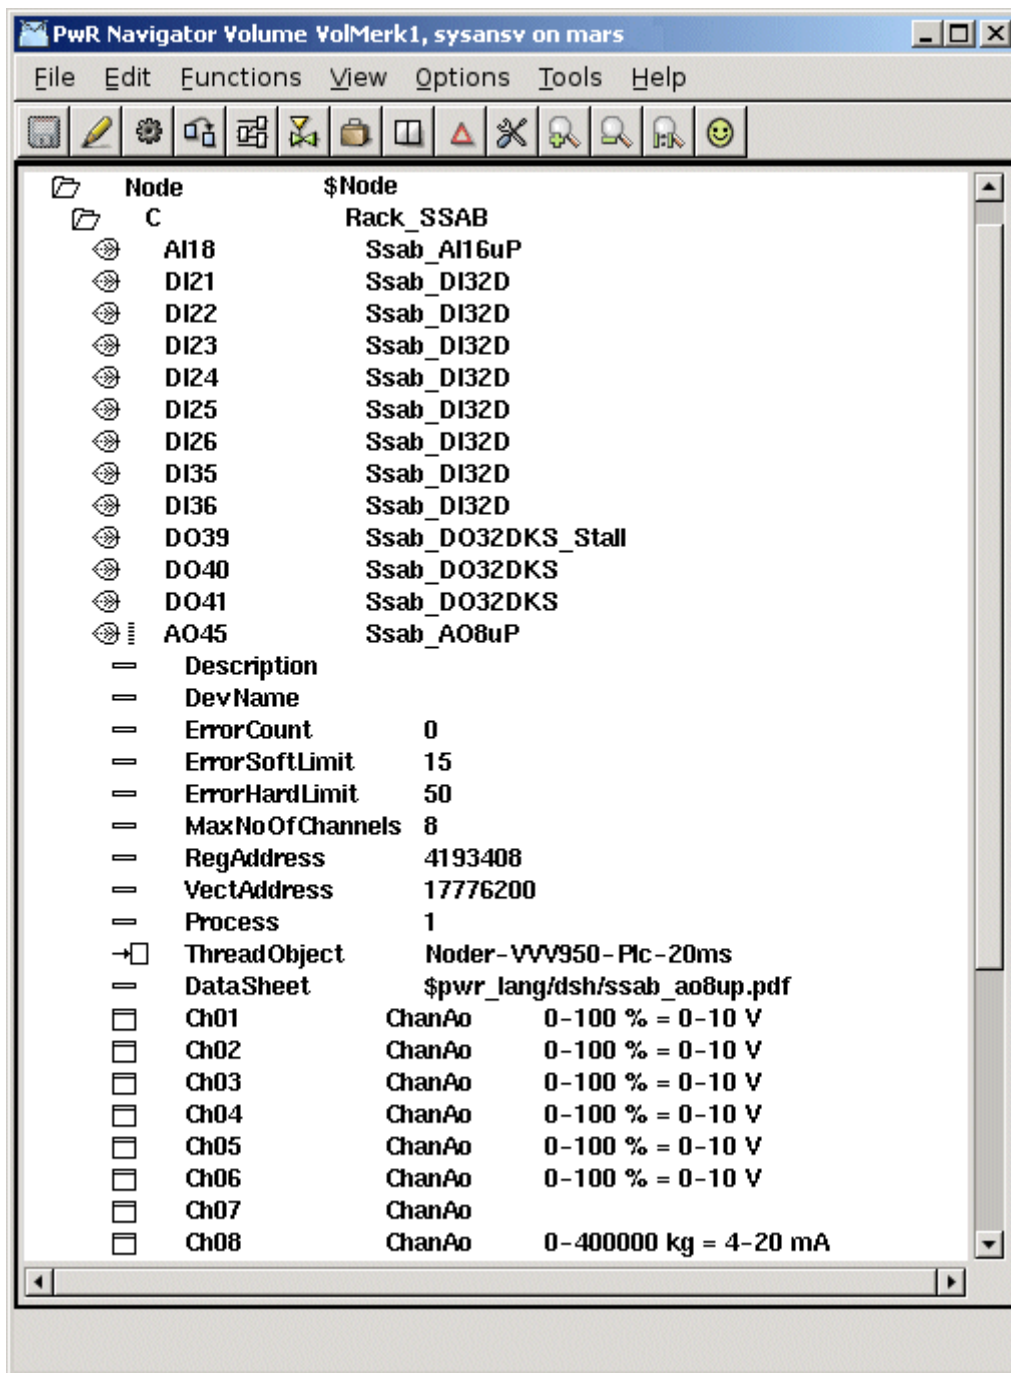 PwR Navigator Volume VolMerk1, sysansv on mars
File Edit Functions View Options Tools Help
Node $Node
C Rack_SSAB
AI18 Ssab_AI16uP
DI21 Ssab_DI32D
DI22 Ssab_DI32D
DI23 Ssab_DI32D
DI24 Ssab_DI32D
DI25 Ssab_DI32D
DI26 Ssab_DI32D
DI35 Ssab_DI32D
DI36 Ssab_DI32D
DO39 Ssab_DO32DKS_Stall
DO40 Ssab_DO32DKS
DO41 Ssab_DO32DKS
AO45 Ssab_AO8uP
Description
DevName
ErrorCount 0
ErrorSoftLimit 15
ErrorHardLimit 50
MaxNoOfChannels 8
RegAddress 4193408
VectAddress 17776200
Process 1
ThreadObject Noder-VVV950-Plc-20ms
DataSheet $pwr_lang/dsh/ssab_ao8up.pdf
Ch01 ChanAo 0-100 % = 0-10 V
Ch02 ChanAo 0-100 % = 0-10 V
Ch03 ChanAo 0-100 % = 0-10 V
Ch04 ChanAo 0-100 % = 0-10 V
Ch05 ChanAo 0-100 % = 0-10 V
Ch06 ChanAo 0-100 % = 0-10 V
Ch07 ChanAo
Ch08 ChanAo 0-400000 kg = 4-20 mA